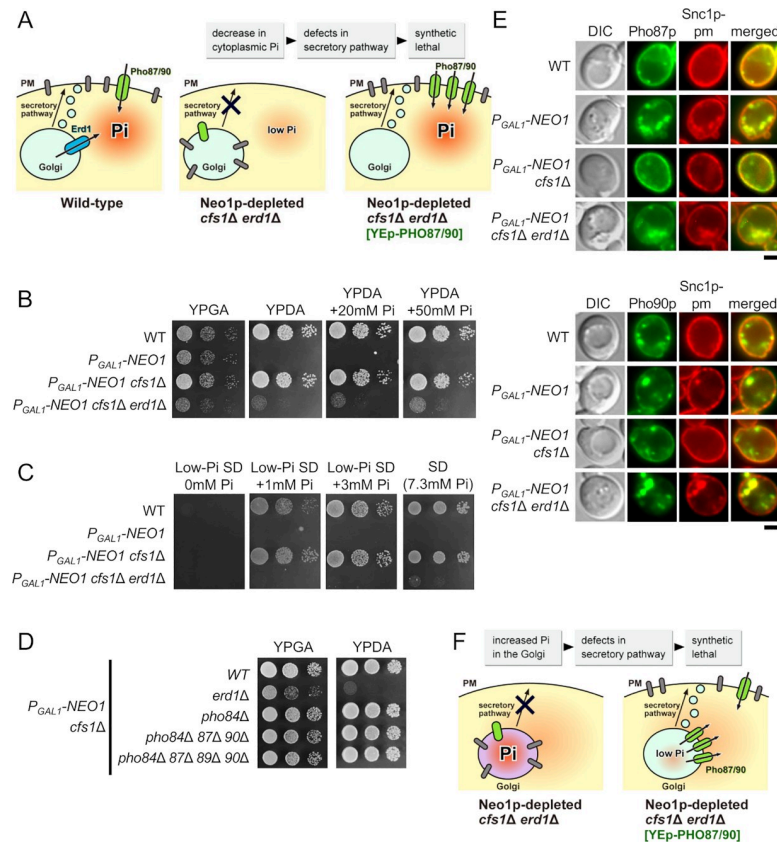 A
decrease in
cytoplasmic Pi
defects in
secretory pathway
synthetic
lethal
PM
Pho87/90
secretory
pathway
Erd1
Pi
Golgi
Wild-type
PM
secretory
pathway
low Pi
Golgi
Neo1p-depleted
cfs1Δ erd1Δ
Pho87/90
PM
secretory
pathway
Pi
Golgi
Neo1p-depleted
cfs1Δ erd1Δ
[YEp-PHO87/90]
B
YPGA
YPDA
YPDA
+20mM Pi
YPDA
+50mM Pi
WT
PGAL1-NEO1
PGAL1-NEO1 cfs1Δ
PGAL1-NEO1 cfs1Δ erd1Δ
C
Low-Pi SD
0mM Pi
Low-Pi SD
+1mM Pi
Low-Pi SD
+3mM Pi
SD
(7.3mM Pi)
WT
PGAL1-NEO1
PGAL1-NEO1 cfs1Δ
PGAL1-NEO1 cfs1Δ erd1Δ
D
YPGA
YPDA
PGAL1-NEO1
cfs1Δ
WT
erd1Δ
pho84Δ
pho84Δ 87Δ 90Δ
pho84Δ 87Δ 89Δ 90Δ
E
DIC
Pho87p
Snc1p-
pm
merged
WT
PGAL1-NEO1
PGAL1-NEO1
cfs1Δ
PGAL1-NEO1
cfs1Δ erd1Δ
DIC
Pho90p
Snc1p-
pm
merged
WT
PGAL1-NEO1
PGAL1-NEO1
cfs1Δ
PGAL1-NEO1
cfs1Δ erd1Δ
F
increased Pi
in the Golgi
defects in
secretory pathway
synthetic
lethal
PM
secretory
pathway
Pi
Golgi
Neo1p-depleted
cfs1Δ erd1Δ
PM
secretory
pathway
low Pi
Pho87/90
Golgi
Neo1p-depleted
cfs1Δ erd1Δ
[YEp-PHO87/90]